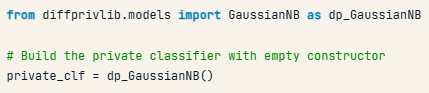 from diffprivlib.models import GaussianNB as dp_GaussianNB
# Build the private classifier with empty constructor
private_clf = dp_GaussianNB()